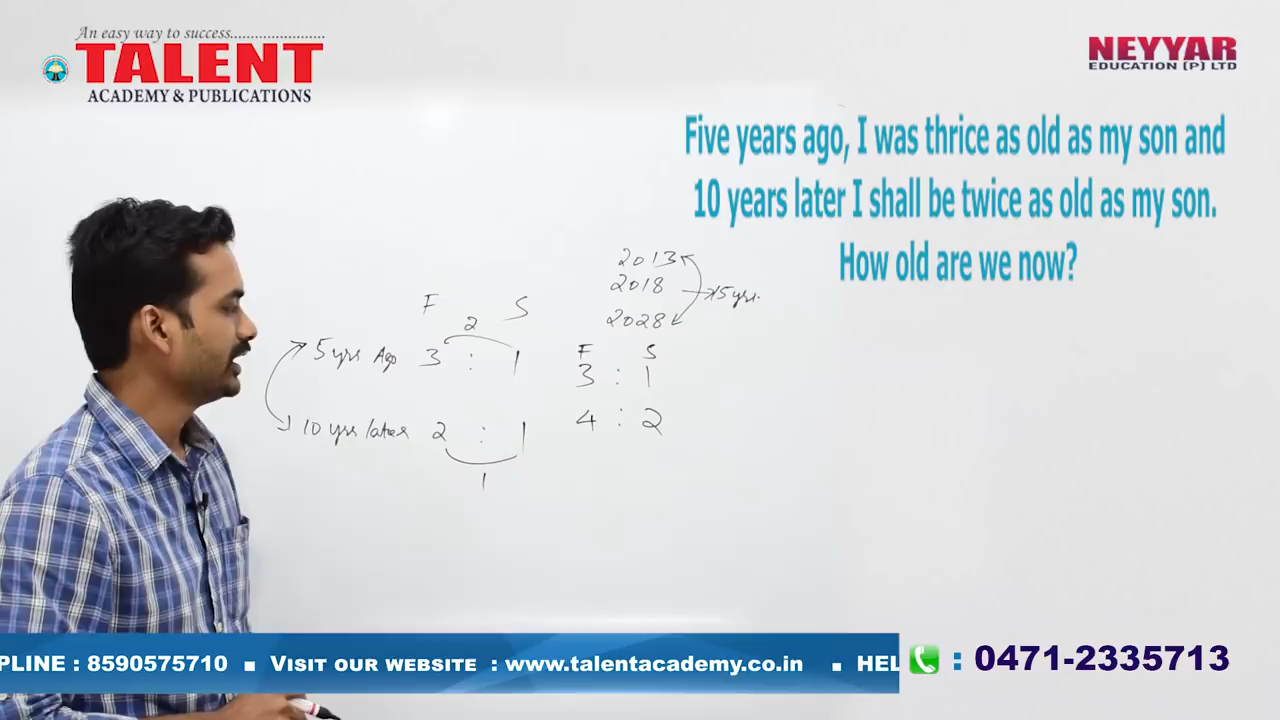 An easy way to success........................
TALENT
ACADEMY & PUBLICATIONS
NEYYAR
EDUCATION (P) LTD
Five years ago, I was thrice as old as my son and
10 years later I shall be twice as old as my son.
How old are we now?
2013
2018
15 yrs.
2028
F S
2
5 yrs Ago 3 : 1
10 yrs later 2 : 1
1
F S
3 : 1
4 : 2
PLINE : 8590575710 ■ VISIT OUR WEBSITE : www.talentacademy.co.in ■ HEL
: 0471-2335713